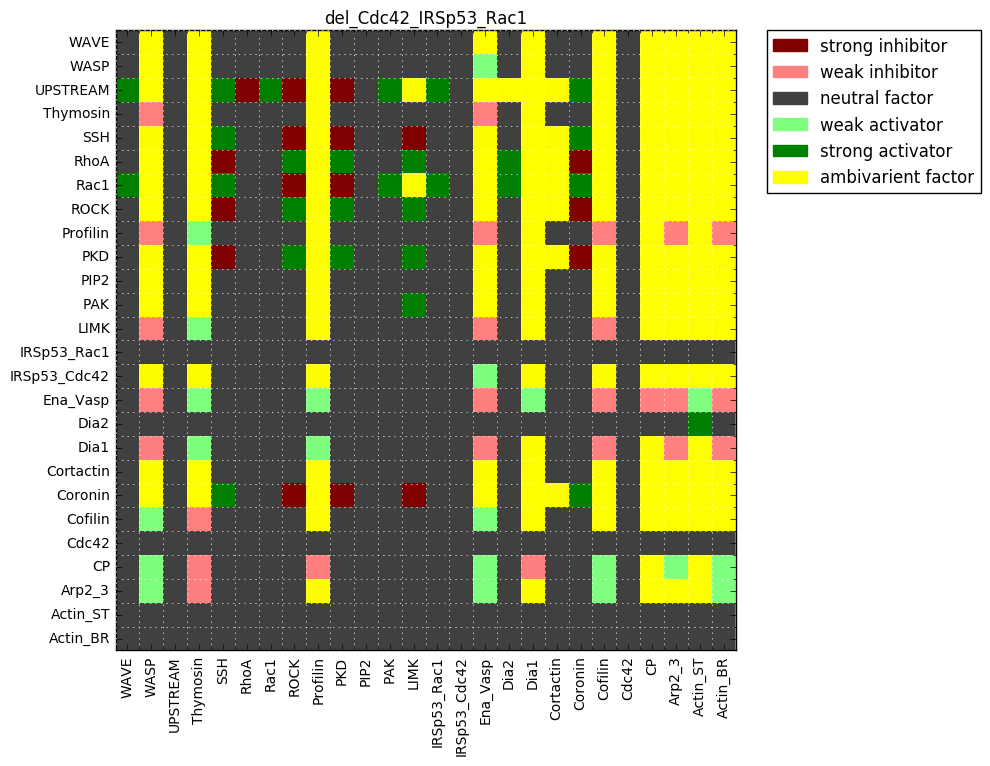 del_Cdc42_IRSp53_Rac1
WAVE
WASP
UPSTREAM
Thymosin
SSH
RhoA
Rac1
ROCK
Profilin
PKD
PIP2
PAK
LIMK
IRSp53_Rac1
IRSp53_Cdc42
Ena_Vasp
Dia2
Dia1
Cortactin
Coronin
Cofilin
Cdc42
CP
Arp2_3
Actin_ST
Actin_BR
WAVE
WASP
UPSTREAM
Thymosin
SSH
RhoA
Rac1
ROCK
Profilin
PKD
PIP2
PAK
LIMK
IRSp53_Rac1
IRSp53_Cdc42
Ena_Vasp
Dia2
Dia1
Cortactin
Coronin
Cofilin
Cdc42
CP
Arp2_3
Actin_ST
Actin_BR
strong inhibitor
weak inhibitor
neutral factor
weak activator
strong activator
ambivarient factor